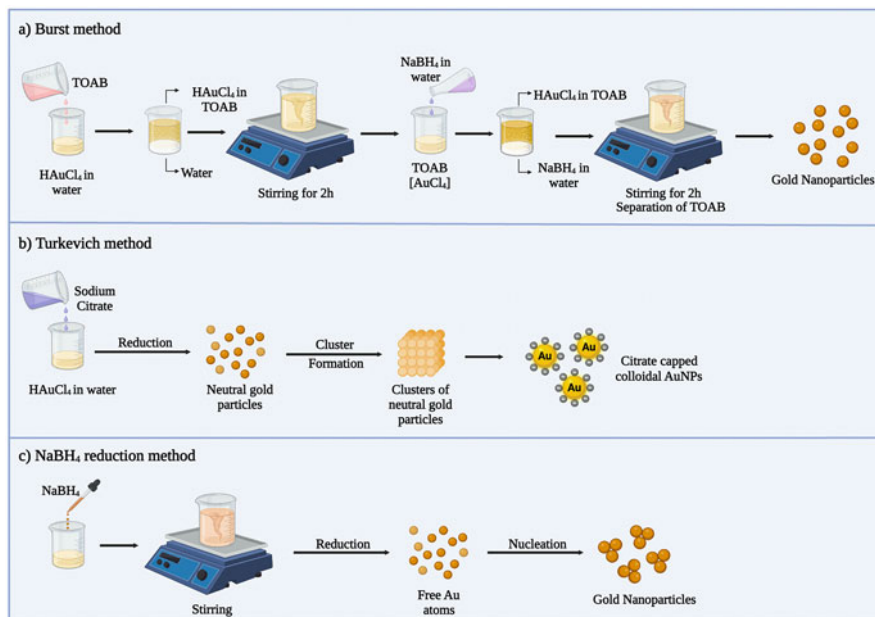 a) Burst method
TOAB
HAuCl₄ in
water
HAuCl₄ in
TOAB
Water
Stirring for 2h
NaBH₄ in
water
TOAB
[AuCl₄]
HAuCl₄ in TOAB
NaBH₄ in
water
Stirring for 2h
Separation of TOAB
Gold Nanoparticles
b) Turkevich method
Sodium
Citrate
HAuCl₄ in water
Reduction
Neutral gold
particles
Cluster
Formation
Clusters of
neutral gold
particles
Au
Au
Au
Citrate capped
colloidal AuNPs
c) NaBH₄ reduction method
NaBH₄
Stirring
Reduction
Free Au
atoms
Nucleation
Gold Nanoparticles